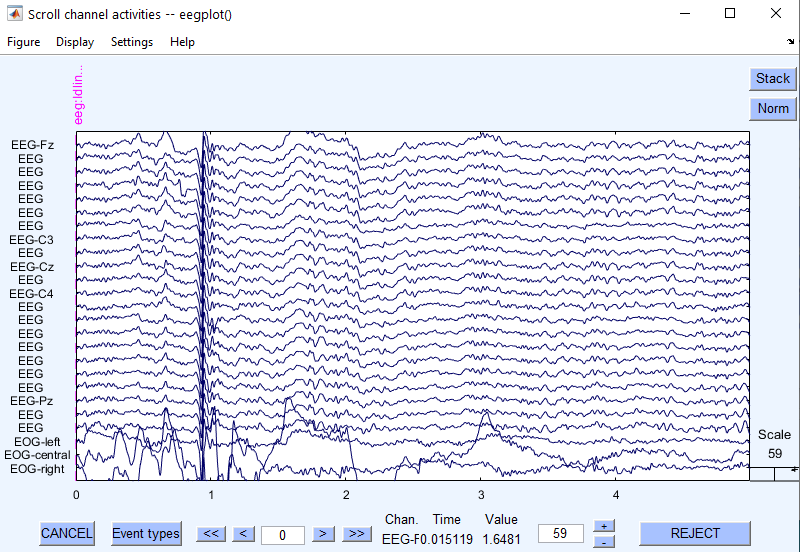 Scroll channel activities -- eegplot()
Figure Display Settings Help
eeg:ldlin...
Stack
Norm
EEG-Fz
EEG
EEG
EEG
EEG
EEG
EEG
EEG-C3
EEG
EEG-Cz
EEG
EEG-C4
EEG
EEG
EEG
EEG
EEG
EEG
EEG
EEG-Pz
EEG
EEG
EOG-left
EOG-central
EOG-right
Scale
59
0 1 2 3 4
Chan. Time Value
CANCEL Event types << < 0 > >> EEG-F0.015119 1.6481 59 + - REJECT